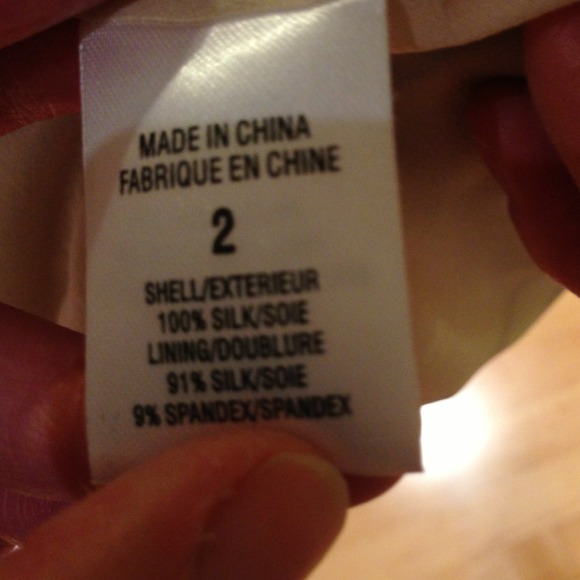 MADE IN CHINA
FABRIQUE EN CHINE
2
SHELL/EXTERIEUR
100% SILK/SOIE
LINING/DOUBLURE
91% SILK/SOIE
9% SPANDEX/SPANDEX